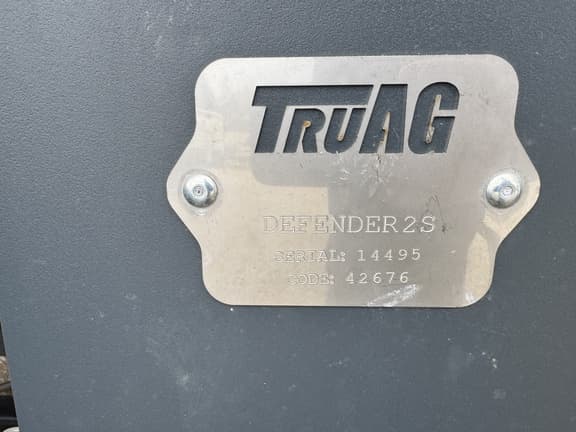 TRUAG
DEFENDER2S
SERIAL: 14495
CODE: 42676